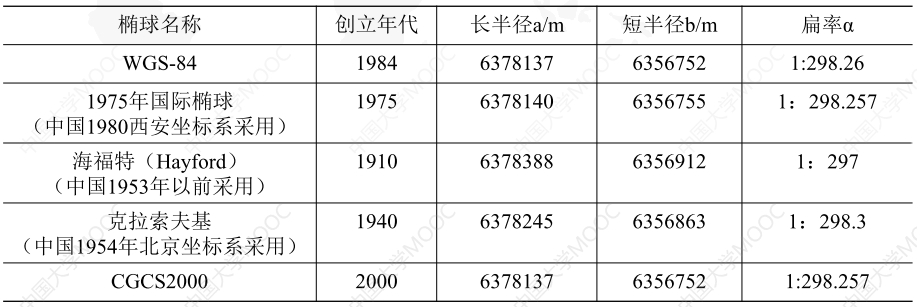 椭球名称 创立年代 长半径a/m 短半径b/m 扁率α
WGS-84 1984 6378137 6356752 1:298.26
1975年国际椭球
（中国1980西安坐标系采用） 1975 6378140 6356755 1：298.257
海福特（Hayford）
（中国1953年以前采用） 1910 6378388 6356912 1：297
克拉索夫基
（中国1954年北京坐标系采用） 1940 6378245 6356863 1：298.3
CGCS2000 2000 6378137 6356752 1:298.257
中国大学MOOC